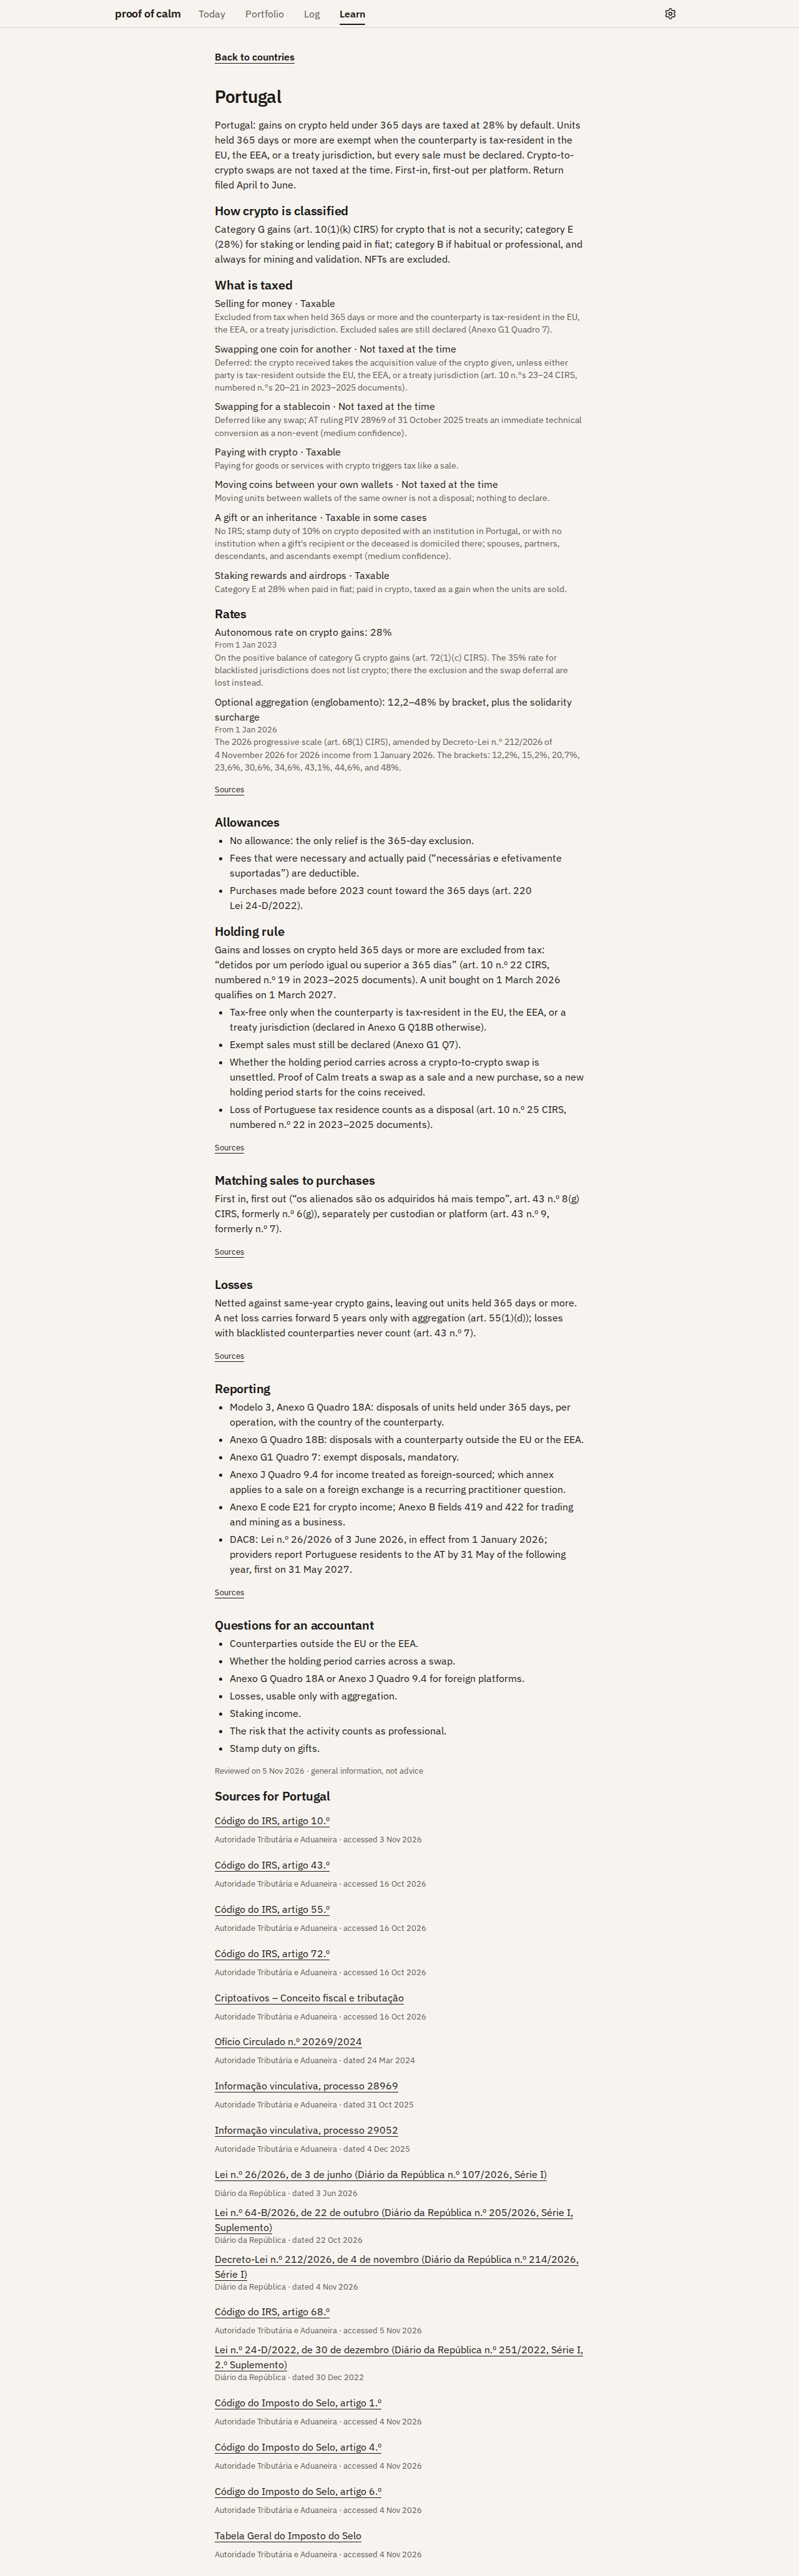 proof of calm
Today
Portfolio
Log
Learn
Back to countries
Portugal
Portugal: gains on crypto held under 365 days are taxed at 28% by default. Units
held 365 days or more are exempt when the counterparty is tax-resident in the
EU, the EEA, or a treaty jurisdiction, but every sale must be declared. Crypto-to-
crypto swaps are not taxed at the time. First-in, first-out per platform. Return
filed April to June.
How crypto is classified
Category G gains (art. 10(1)(k) CIRS) for crypto that is not a security; category E
(28%) for staking or lending paid in fiat; category B if habitual or professional, and
always for mining and validation. NFTs are excluded.
What is taxed
Selling for money · Taxable
Excluded from tax when held 365 days or more and the counterparty is tax-resident in the EU,
the EEA, or a treaty jurisdiction. Excluded sales are still declared (Anexo G1 Quadro 7).
Swapping one coin for another · Not taxed at the time
Deferred: the crypto received takes the acquisition value of the crypto given, unless either
party is tax-resident outside the EU, the EEA, or a treaty jurisdiction (art. 10 n.ºs 23–24 CIRS,
numbered n.ºs 20–21 in 2023–2025 documents).
Swapping for a stablecoin · Not taxed at the time
Deferred like any swap; AT ruling PIV 28969 of 31 October 2025 treats an immediate technical
conversion as a non-event (medium confidence).
Paying with crypto · Taxable
Paying for goods or services with crypto triggers tax like a sale.
Moving coins between your own wallets · Not taxed at the time
Moving units between wallets of the same owner is not a disposal; nothing to declare.
A gift or an inheritance · Taxable in some cases
No IRS; stamp duty of 10% on crypto deposited with an institution in Portugal, or with no
institution when a gift's recipient or the deceased is domiciled there; spouses, partners,
descendants, and ascendants exempt (medium confidence).
Staking rewards and airdrops · Taxable
Category E at 28% when paid in fiat; paid in crypto, taxed as a gain when the units are sold.
Rates
Autonomous rate on crypto gains: 28%
From 1 Jan 2023
On the positive balance of category G crypto gains (art. 72(1)(c) CIRS). The 35% rate for
blacklisted jurisdictions does not list crypto; there the exclusion and the swap deferral are
lost instead.
Optional aggregation (englobamento): 12,2–48% by bracket, plus the solidarity
surcharge
From 1 Jan 2026
The 2026 progressive scale (art. 68(1) CIRS), amended by Decreto-Lei n.º 212/2026 of
4 November 2026 for 2026 income from 1 January 2026. The brackets: 12,2%, 15,2%, 20,7%,
23,6%, 30,6%, 34,6%, 43,1%, 44,6%, and 48%.
Sources
Allowances
• No allowance: the only relief is the 365-day exclusion.
• Fees that were necessary and actually paid (“necessárias e efetivamente
suportadas”) are deductible.
• Purchases made before 2023 count toward the 365 days (art. 220
Lei 24-D/2022).
Holding rule
Gains and losses on crypto held 365 days or more are excluded from tax:
“detidos por um período igual ou superior a 365 dias” (art. 10 n.º 22 CIRS,
numbered n.º 19 in 2023–2025 documents). A unit bought on 1 March 2026
qualifies on 1 March 2027.
• Tax-free only when the counterparty is tax-resident in the EU, the EEA, or a
treaty jurisdiction (declared in Anexo G Q18B otherwise).
• Exempt sales must still be declared (Anexo G1 Q7).
• Whether the holding period carries across a crypto-to-crypto swap is
unsettled. Proof of Calm treats a swap as a sale and a new purchase, so a new
holding period starts for the coins received.
• Loss of Portuguese tax residence counts as a disposal (art. 10 n.º 25 CIRS,
numbered n.º 22 in 2023–2025 documents).
Sources
Matching sales to purchases
First in, first out (“os alienados são os adquiridos há mais tempo”, art. 43 n.º 8(g)
CIRS, formerly n.º 6(g)), separately per custodian or platform (art. 43 n.º 9,
formerly n.º 7).
Sources
Losses
Netted against same-year crypto gains, leaving out units held 365 days or more.
A net loss carries forward 5 years only with aggregation (art. 55(1)(d)); losses
with blacklisted counterparties never count (art. 43 n.º 7).
Sources
Reporting
• Modelo 3, Anexo G Quadro 18A: disposals of units held under 365 days, per
operation, with the country of the counterparty.
• Anexo G Quadro 18B: disposals with a counterparty outside the EU or the EEA.
• Anexo G1 Quadro 7: exempt disposals, mandatory.
• Anexo J Quadro 9.4 for income treated as foreign-sourced; which annex
applies to a sale on a foreign exchange is a recurring practitioner question.
• Anexo E code E21 for crypto income; Anexo B fields 419 and 422 for trading
and mining as a business.
• DAC8: Lei n.º 26/2026 of 3 June 2026, in effect from 1 January 2026;
providers report Portuguese residents to the AT by 31 May of the following
year, first on 31 May 2027.
Sources
Questions for an accountant
• Counterparties outside the EU or the EEA.
• Whether the holding period carries across a swap.
• Anexo G Quadro 18A or Anexo J Quadro 9.4 for foreign platforms.
• Losses, usable only with aggregation.
• Staking income.
• The risk that the activity counts as professional.
• Stamp duty on gifts.
Reviewed on 5 Nov 2026 · general information, not advice
Sources for Portugal
Código do IRS, artigo 10.º
Autoridade Tributária e Aduaneira · accessed 3 Nov 2026
Código do IRS, artigo 43.º
Autoridade Tributária e Aduaneira · accessed 16 Oct 2026
Código do IRS, artigo 55.º
Autoridade Tributária e Aduaneira · accessed 16 Oct 2026
Código do IRS, artigo 72.º
Autoridade Tributária e Aduaneira · accessed 16 Oct 2026
Criptoativos – Conceito fiscal e tributação
Autoridade Tributária e Aduaneira · accessed 16 Oct 2026
Ofício Circulado n.º 20269/2024
Autoridade Tributária e Aduaneira · dated 24 Mar 2024
Informação vinculativa, processo 28969
Autoridade Tributária e Aduaneira · dated 31 Oct 2025
Informação vinculativa, processo 29052
Autoridade Tributária e Aduaneira · dated 4 Dec 2025
Lei n.º 26/2026, de 3 de junho (Diário da República n.º 107/2026, Série I)
Diário da República · dated 3 Jun 2026
Lei n.º 64-B/2026, de 22 de outubro (Diário da República n.º 205/2026, Série I,
Suplemento)
Diário da República · dated 22 Oct 2026
Decreto-Lei n.º 212/2026, de 4 de novembro (Diário da República n.º 214/2026,
Série I)
Diário da República · dated 4 Nov 2026
Código do IRS, artigo 68.º
Autoridade Tributária e Aduaneira · accessed 5 Nov 2026
Lei n.º 24-D/2022, de 30 de dezembro (Diário da República n.º 251/2022, Série I,
2.º Suplemento)
Diário da República · dated 30 Dec 2022
Código do Imposto do Selo, artigo 1.º
Autoridade Tributária e Aduaneira · accessed 4 Nov 2026
Código do Imposto do Selo, artigo 4.º
Autoridade Tributária e Aduaneira · accessed 4 Nov 2026
Código do Imposto do Selo, artigo 6.º
Autoridade Tributária e Aduaneira · accessed 4 Nov 2026
Tabela Geral do Imposto do Selo
Autoridade Tributária e Aduaneira · accessed 4 Nov 2026